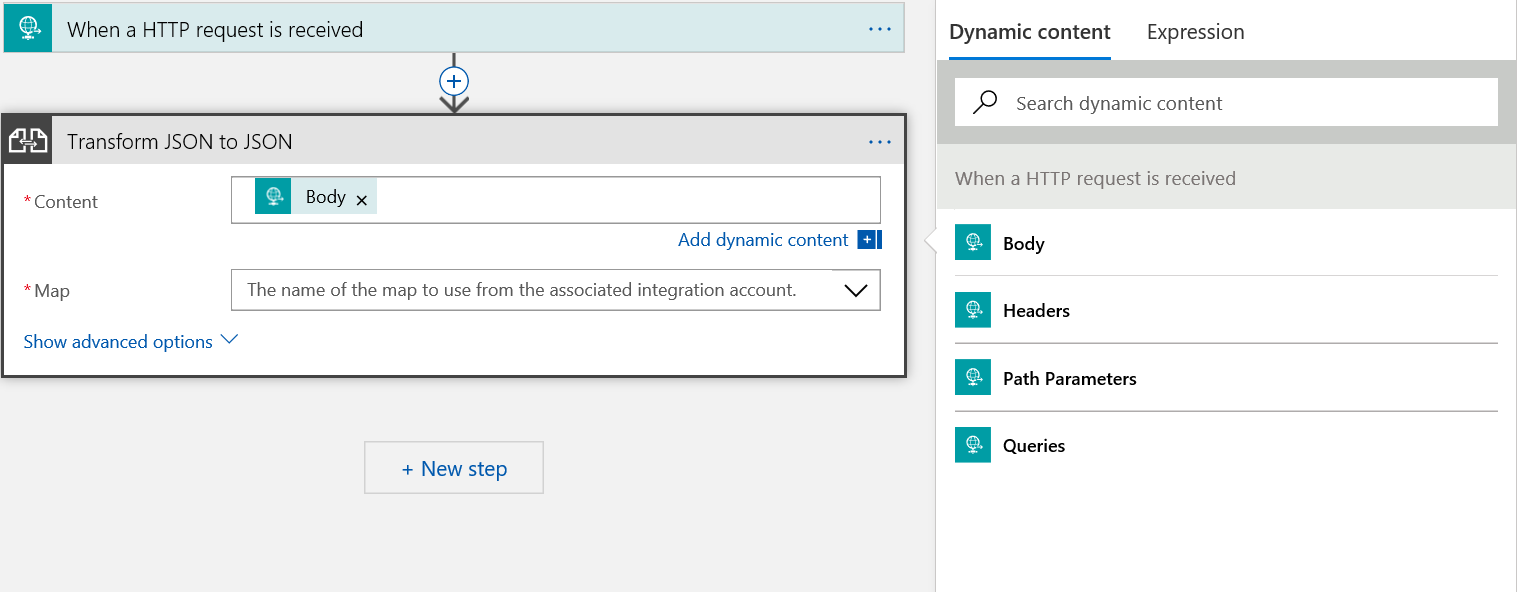 When a HTTP request is received
...
Transform JSON to JSON
...
* Content
Body ×
Add dynamic content +
* Map
The name of the map to use from the associated integration account.
Show advanced options
+ New step
Dynamic content
Expression
Search dynamic content
When a HTTP request is received
Body
Headers
Path Parameters
Queries